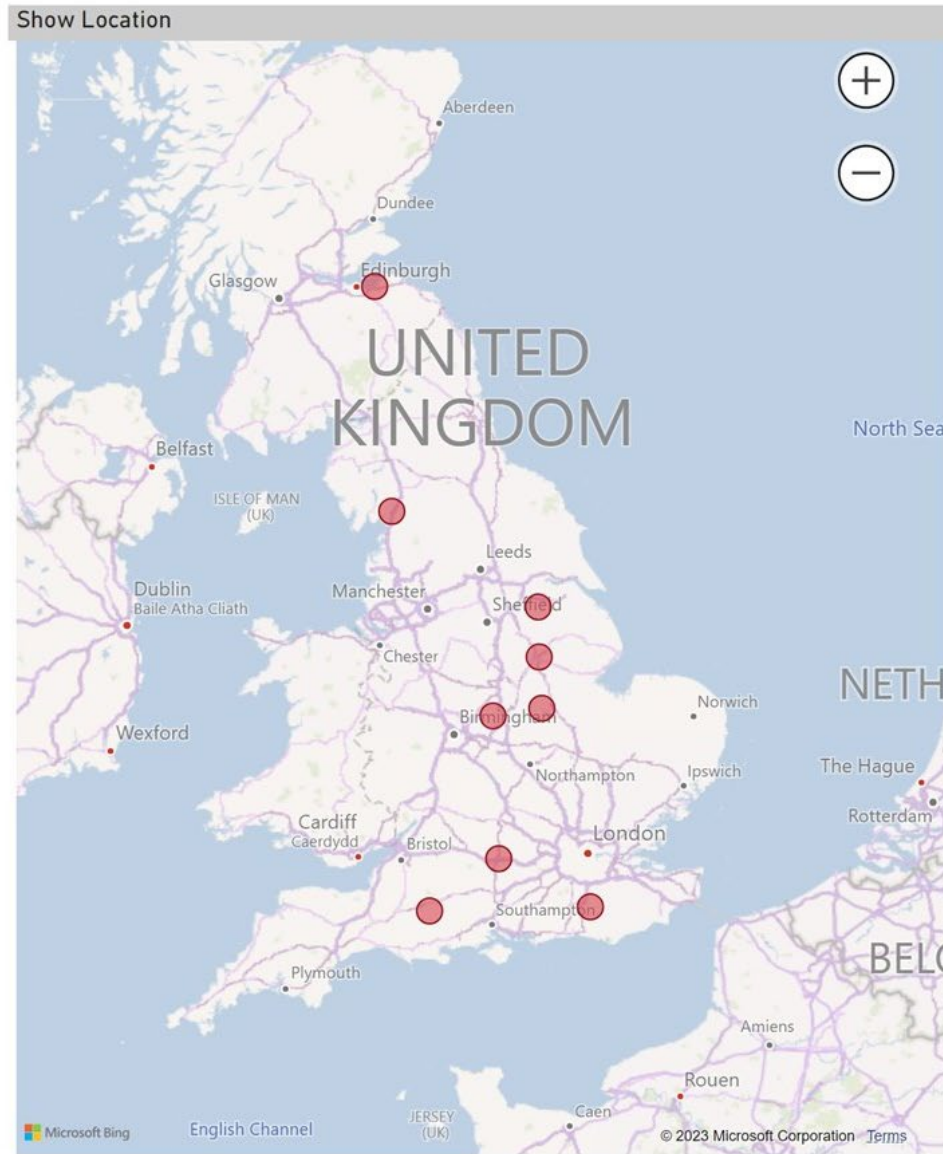 Show Location
+
−
Aberdeen
Dundee
Edinburgh
Glasgow
UNITED
KINGDOM
North Sea
Belfast
ISLE OF MAN
(UK)
Leeds
Dublin
Baile Atha Cliath
Manchester
Sheffield
Chester
NETH
Norwich
Birmingham
Wexford
The Hague
Northampton
Ipswich
Rotterdam
Cardiff
Caerdydd
London
Bristol
Southampton
BELG
Plymouth
Amiens
Rouen
JERSEY
(UK)
Caen
Microsoft Bing
English Channel
© 2023 Microsoft Corporation Terms